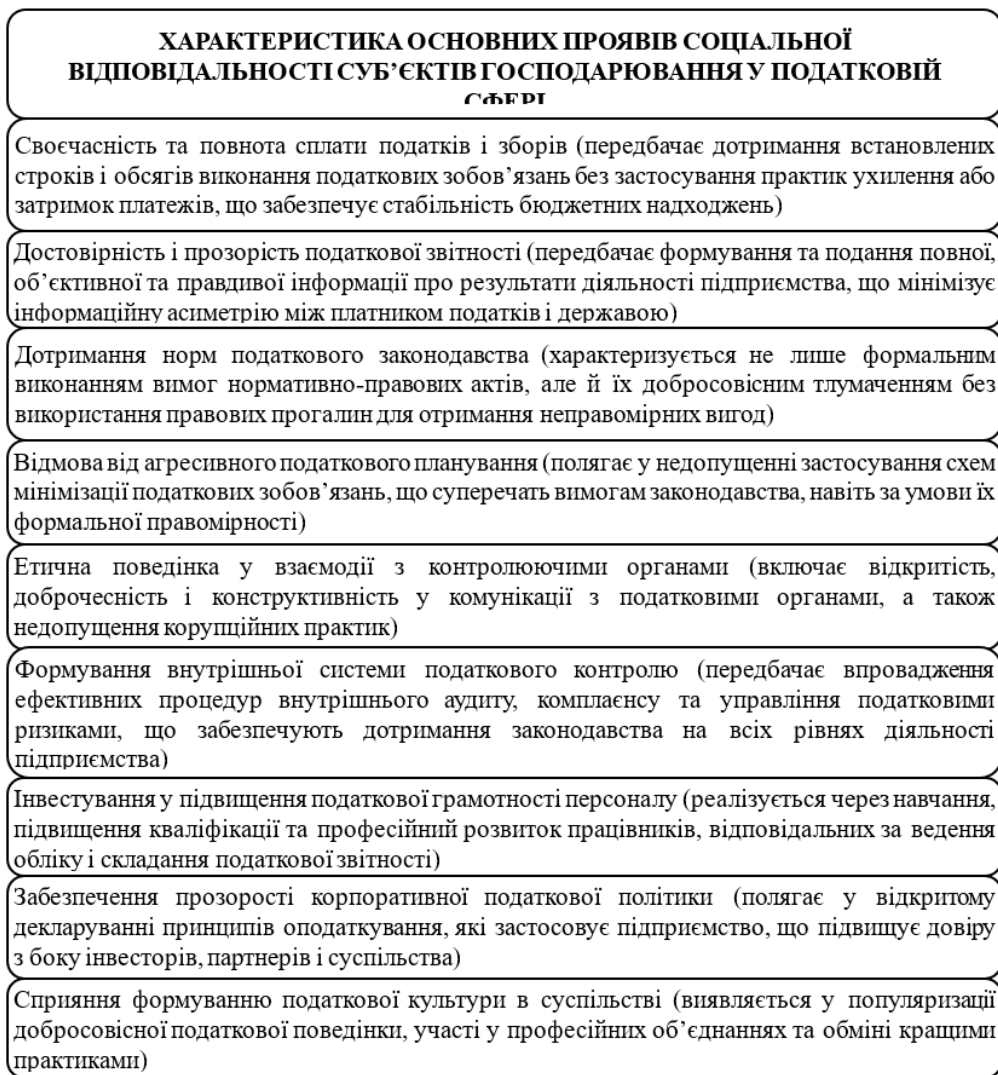 ХАРАКТЕРИСТИКА ОСНОВНИХ ПРОЯВІВ СОЦІАЛЬНОЇ
ВІДПОВІДАЛЬНОСТІ СУБ’ЄКТІВ ГОСПОДАРЮВАННЯ У ПОДАТКОВІЙ
СФЕРІ
Своєчасність та повнота сплати податків і зборів (передбачає дотримання встановлених
строків і обсягів виконання податкових зобов’язань без застосування практик ухилення або
затримок платежів, що забезпечує стабільність бюджетних надходжень)
Достовірність і прозорість податкової звітності (передбачає формування та подання повної,
об’єктивної та правдивої інформації про результати діяльності підприємства, що мінімізує
інформаційну асиметрію між платником податків і державою)
Дотримання норм податкового законодавства (характеризується не лише формальним
виконанням вимог нормативно-правових актів, але й їх добросовісним тлумаченням без
використання правових прогалин для отримання неправомірних вигод)
Відмова від агресивного податкового планування (полягає у недопущенні застосування схем
мінімізації податкових зобов’язань, що суперечать вимогам законодавства, навіть за умови їх
формальної правомірності)
Етична поведінка у взаємодії з контролюючими органами (включає відкритість,
доброчесність і конструктивність у комунікації з податковими органами, а також
недопущення корупційних практик)
Формування внутрішньої системи податкового контролю (передбачає впровадження
ефективних процедур внутрішнього аудиту, комплаєнсу та управління податковими
ризиками, що забезпечують дотримання законодавства на всіх рівнях діяльності
підприємства)
Інвестування у підвищення податкової грамотності персоналу (реалізується через навчання,
підвищення кваліфікації та професійний розвиток працівників, відповідальних за ведення
обліку і складання податкової звітності)
Забезпечення прозорості корпоративної податкової політики (полягає у відкритому
декларуванні принципів оподаткування, які застосовує підприємство, що підвищує довіру
з боку інвесторів, партнерів і суспільства)
Сприяння формуванню податкової культури в суспільстві (виявляється у популяризації
добросовісної податкової поведінки, участі у професійних об’єднаннях та обміні кращими
практиками)